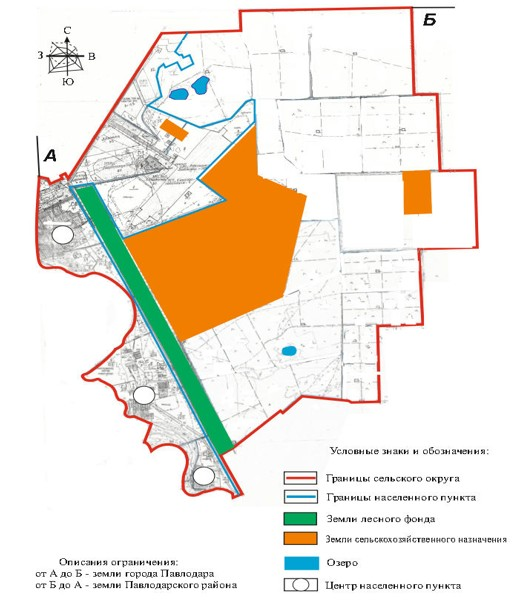 Б
С
З В
Ю
А
Условные знаки и обозначения:
Границы сельского округа
Границы населенного пункта
Земли лесного фонда
Земли сельскохозяйственного назначения
Озеро
Центр населенного пункта
Описания ограничения:
от А до Б - земли города Павлодара
от Б до А - земли Павлодарского района